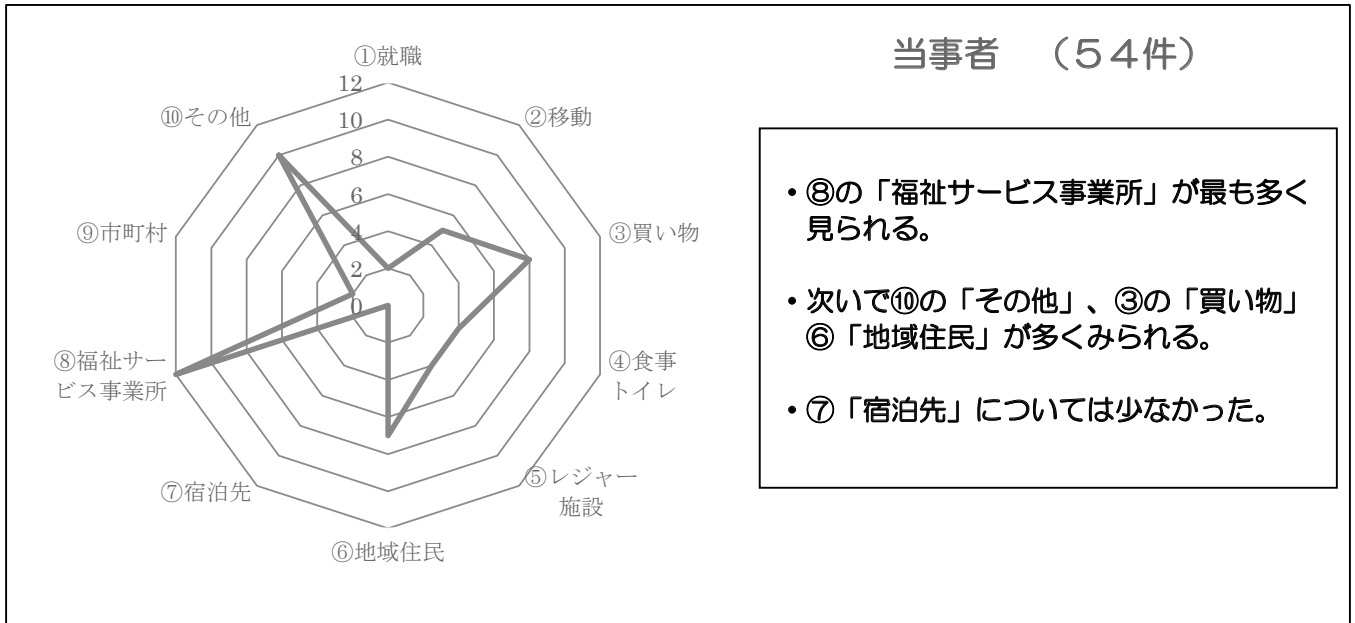 当事者　（５４件）
①就職
②移動
③買い物
④食事
トイレ
⑤レジャー
施設
⑥地域住民
⑦宿泊先
⑧福祉サー
ビス事業所
⑨市町村
⑩その他
12
10
8
6
4
2
0
・⑧の「福祉サービス事業所」が最も多く
見られる。
・次いで⑩の「その他」、③の「買い物」
⑥「地域住民」が多くみられる。
・⑦「宿泊先」については少なかった。